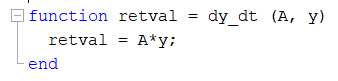 function retval = dy_dt (A, y)
retval = A*y;
end